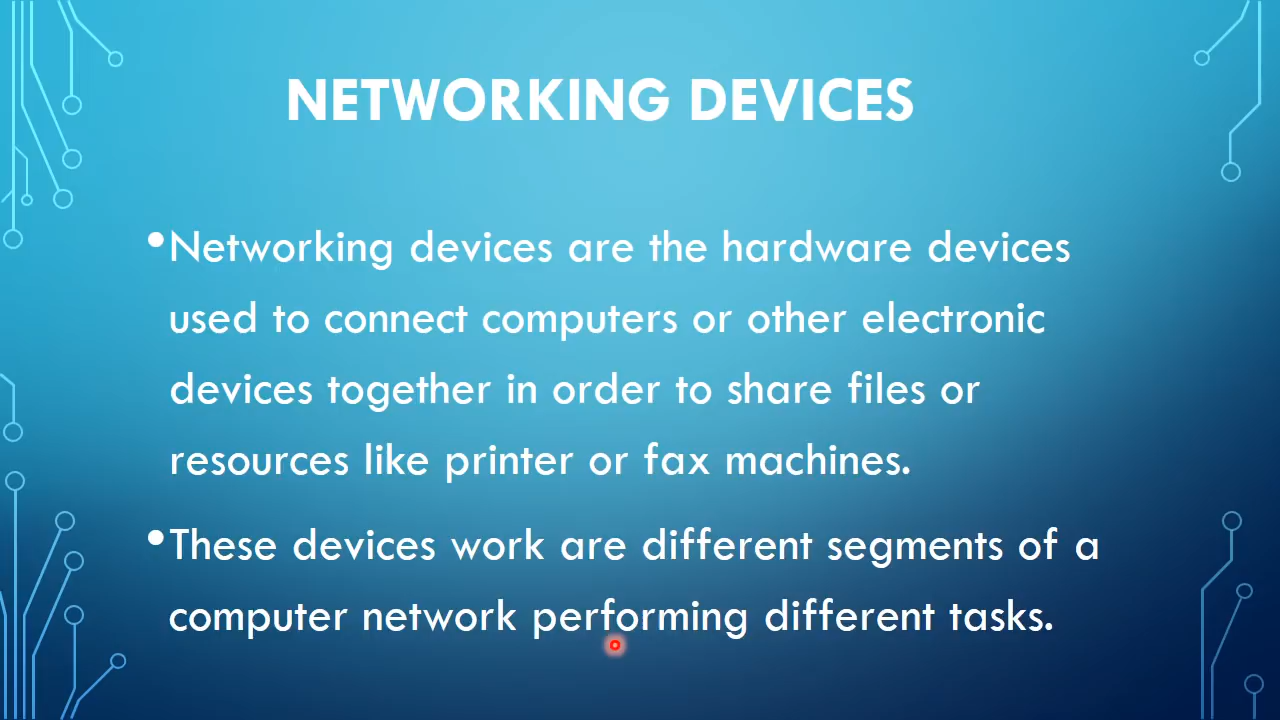 NETWORKING DEVICES
•Networking devices are the hardware devices
used to connect computers or other electronic
devices together in order to share files or
resources like printer or fax machines.
•These devices work are different segments of a
computer network performing different tasks.